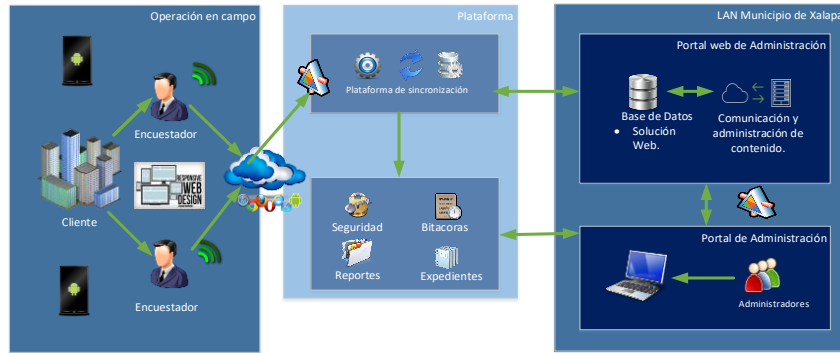 Operación en campo
Encuestador
RESPONSIVE
WEB
DESIGN
Cliente
Encuestador
Plataforma
Plataforma de sincronización
Seguridad
Bitacoras
Reportes
Expedientes
LAN Municipio de Xalapa
Portal web de Administración
Base de Datos
• Solución
Web.
Comunicación y
administración de
contenido.
Portal de Administración
Administradores